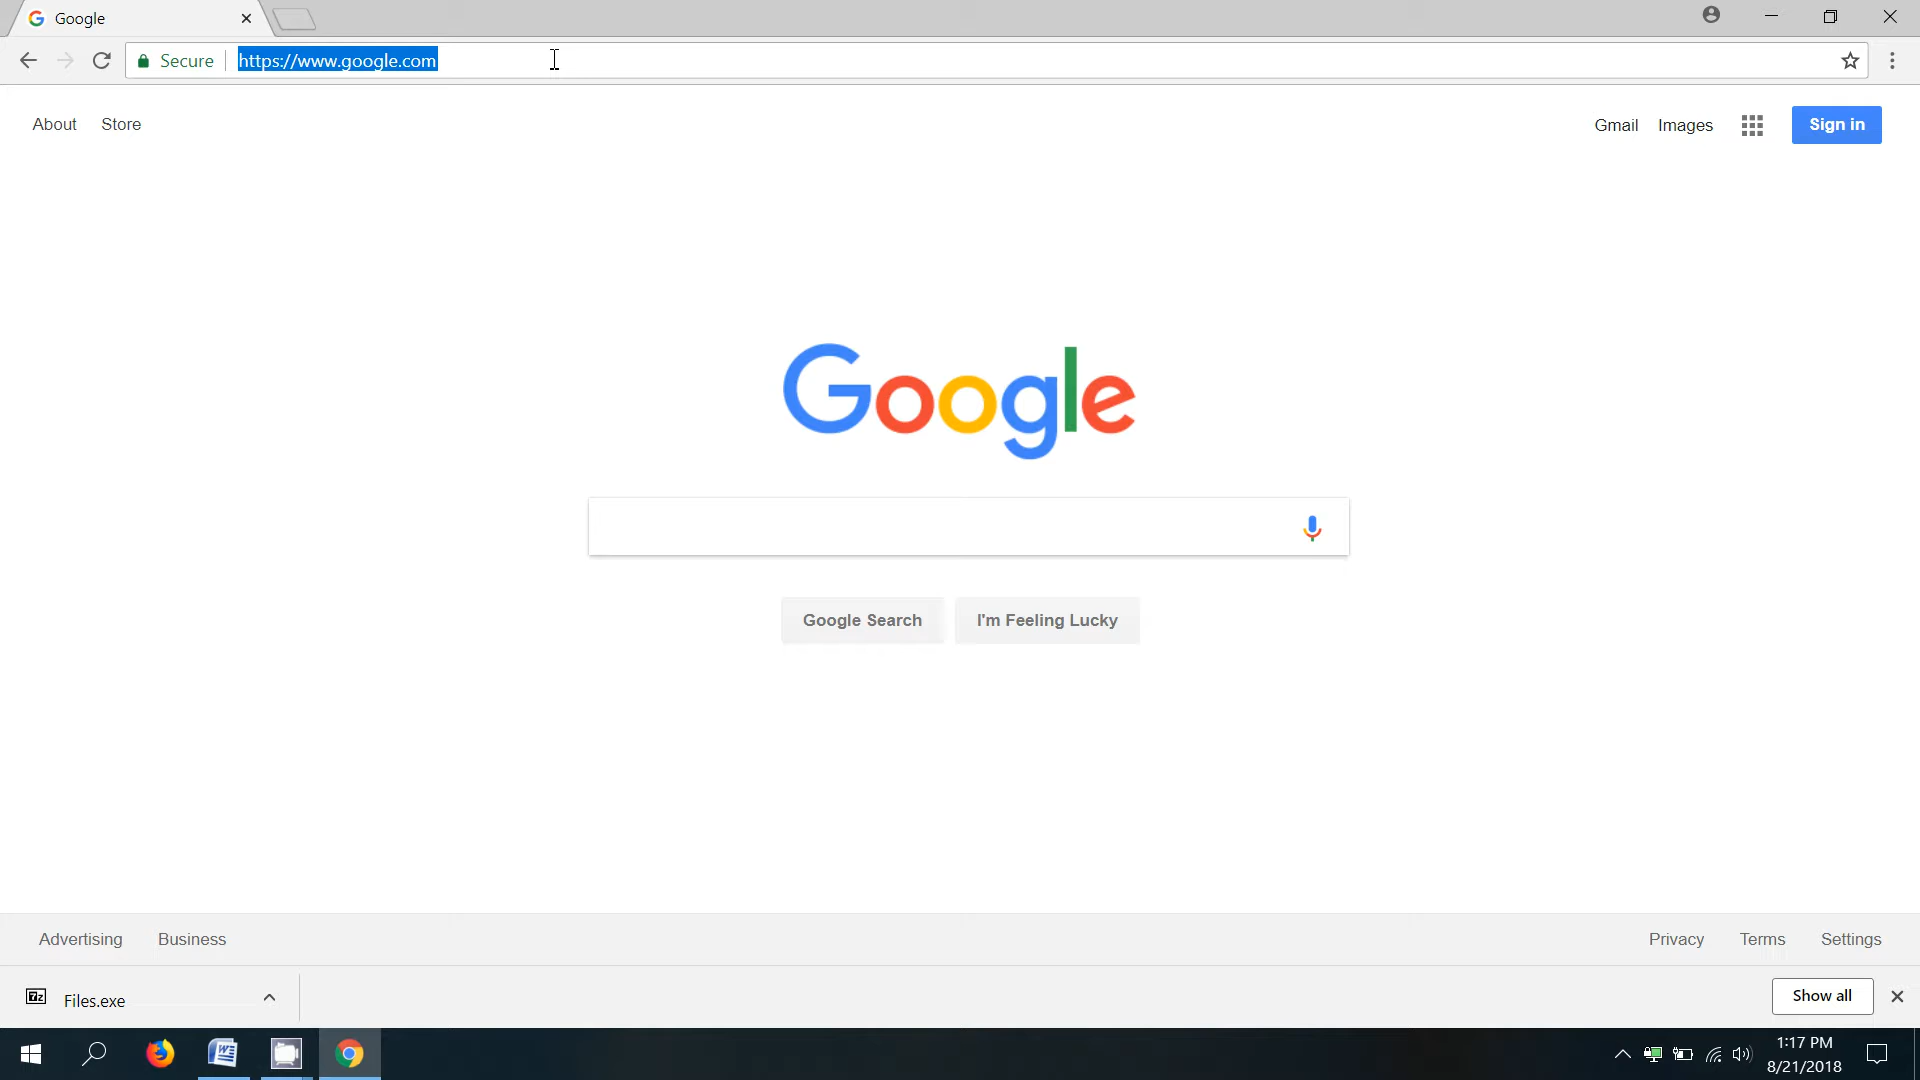 Google
Secure
https://www.google.com
About
Store
Gmail
Images
Sign in
Google
Google Search
I'm Feeling Lucky
Advertising
Business
Privacy
Terms
Settings
7z
Files.exe
Show all
W
1:17 PM
8/21/2018